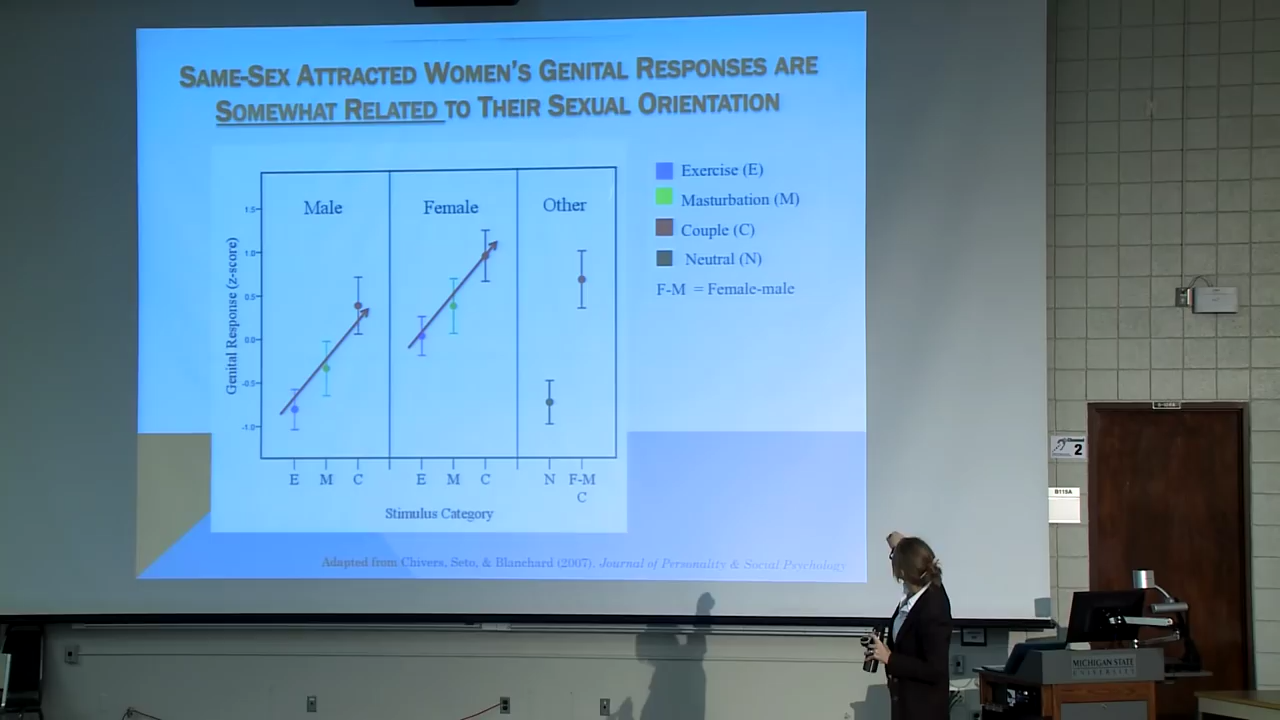 SAME-SEX ATTRACTED WOMEN'S GENITAL RESPONSES ARE
SOMEWHAT RELATED TO THEIR SEXUAL ORIENTATION
Exercise (E)
Masturbation (M)
Couple (C)
Neutral (N)
F-M = Female-male
Male
Female
Other
Genital Response (z-score)
1.5
1.0
0.5
0.0
-0.5
-1.0
E M C E M C N F-M
C
Stimulus Category
Adapted from Chivers, Seto, & Blanchard (2007). Journal of Personality & Social Psychology
2
B115A
MICHIGAN STATE
UNIVERSITY